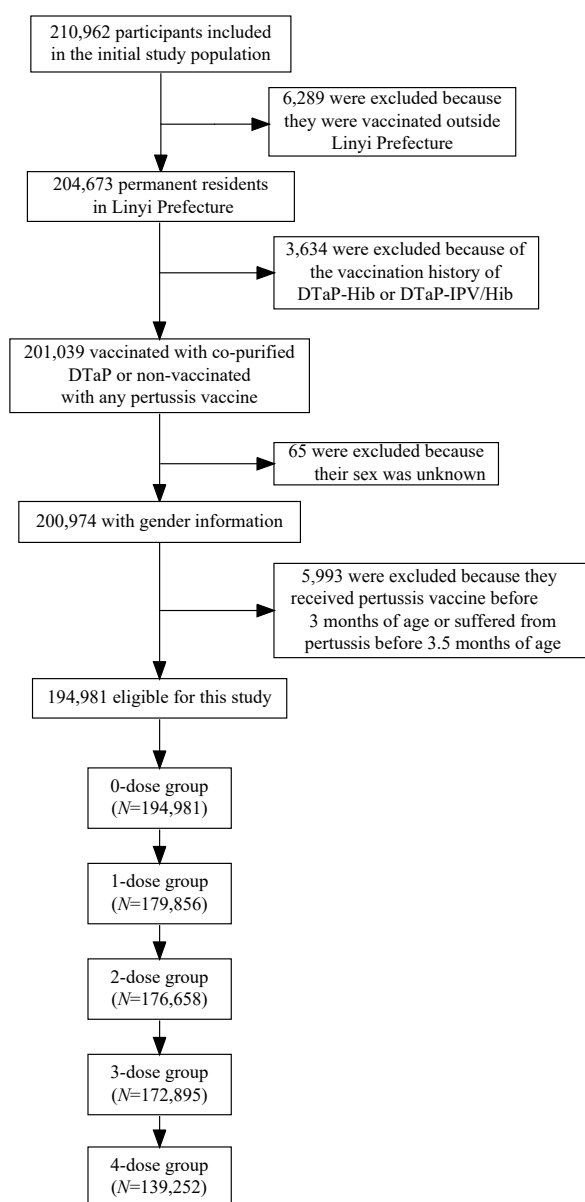 210,962 participants included
in the initial study population
6,289 were excluded because
they were vaccinated outside
Linyi Prefecture
204,673 permanent residents
in Linyi Prefecture
3,634 were excluded because of
the vaccination history of
DTaP-Hib or DTaP-IPV/Hib
201,039 vaccinated with co-purified
DTaP or non-vaccinated
with any pertussis vaccine
65 were excluded because
their sex was unknown
200,974 with gender information
5,993 were excluded because they
received pertussis vaccine before
3 months of age or suffered from
pertussis before 3.5 months of age
194,981 eligible for this study
0-dose group
(N=194,981)
1-dose group
(N=179,856)
2-dose group
(N=176,658)
3-dose group
(N=172,895)
4-dose group
(N=139,252)